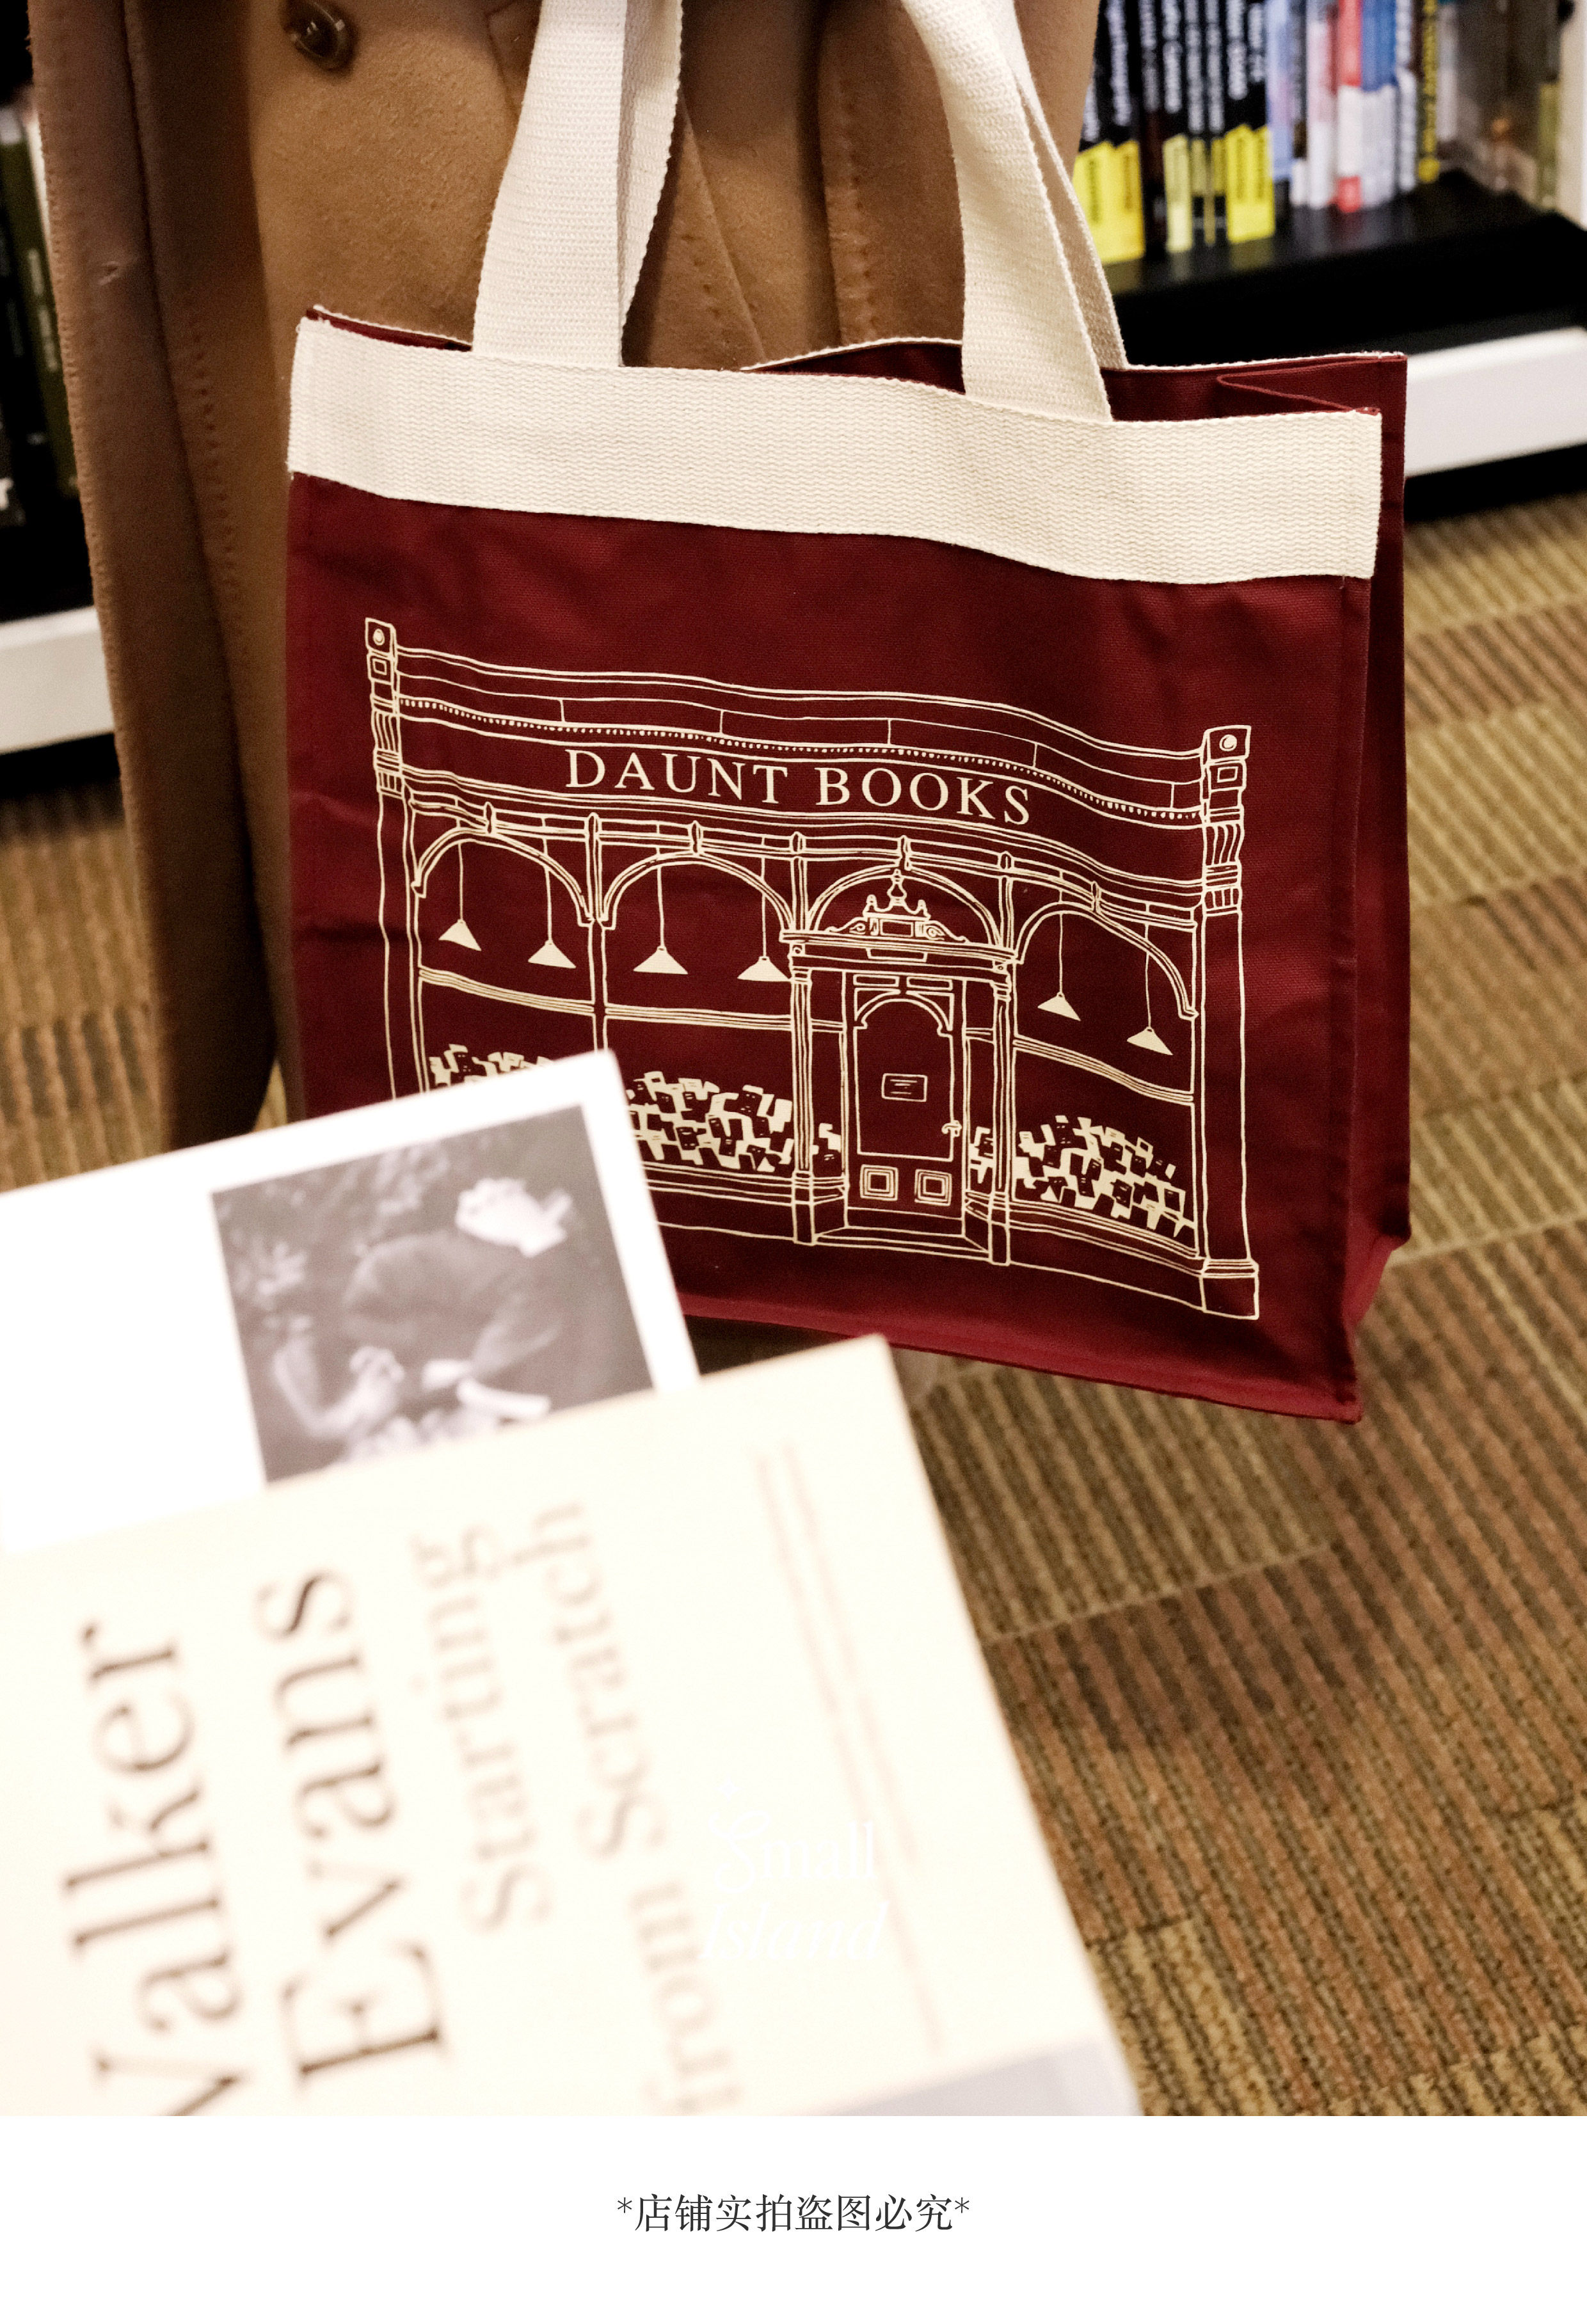 DAUNT BOOKS
Walker
Evans
Starting
from Scratch
Small
Island
*店铺实拍盗图必究*